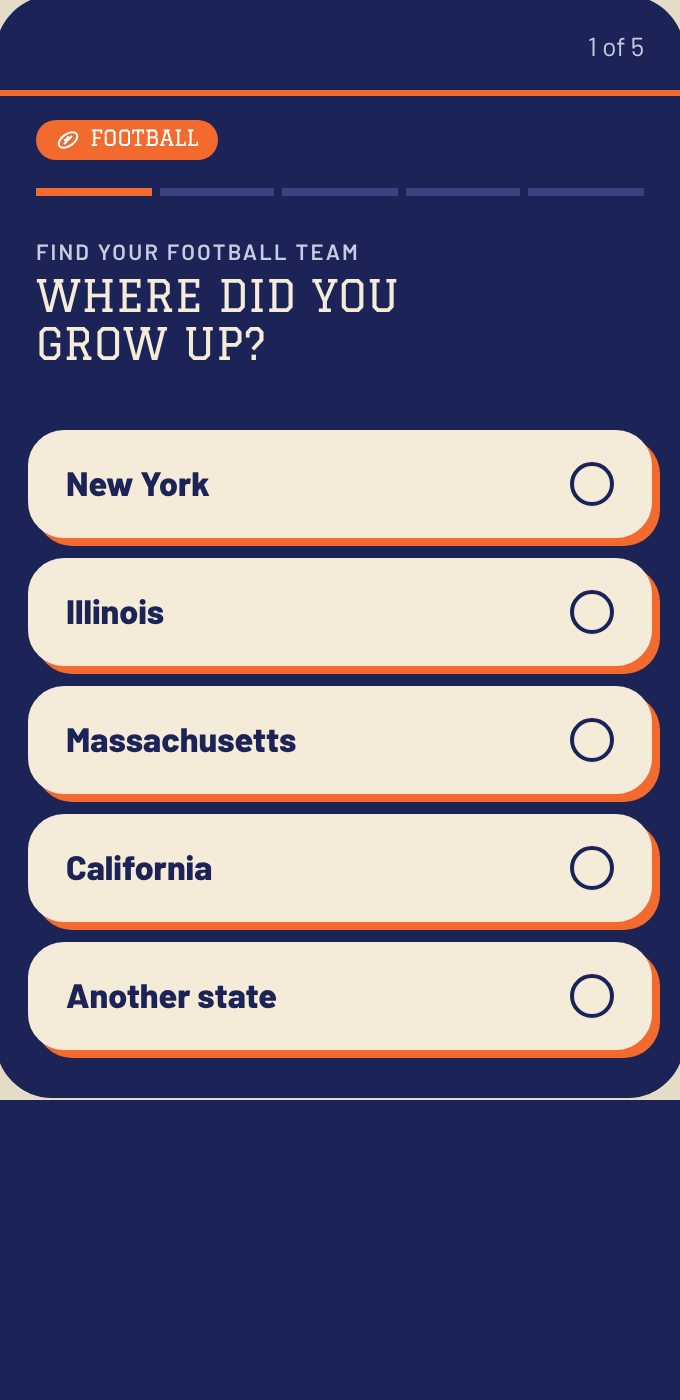 1 of 5
FOOTBALL
FIND YOUR FOOTBALL TEAM
WHERE DID YOU
GROW UP?
New York
Illinois
Massachusetts
California
Another state